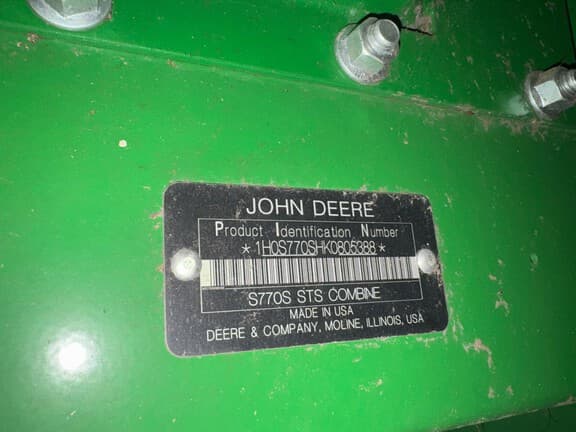 JOHN DEERE
Product Identification Number
*1H0S770SHK0805388*
S770S STS COMBINE
MADE IN USA
DEERE & COMPANY, MOLINE, ILLINOIS, USA